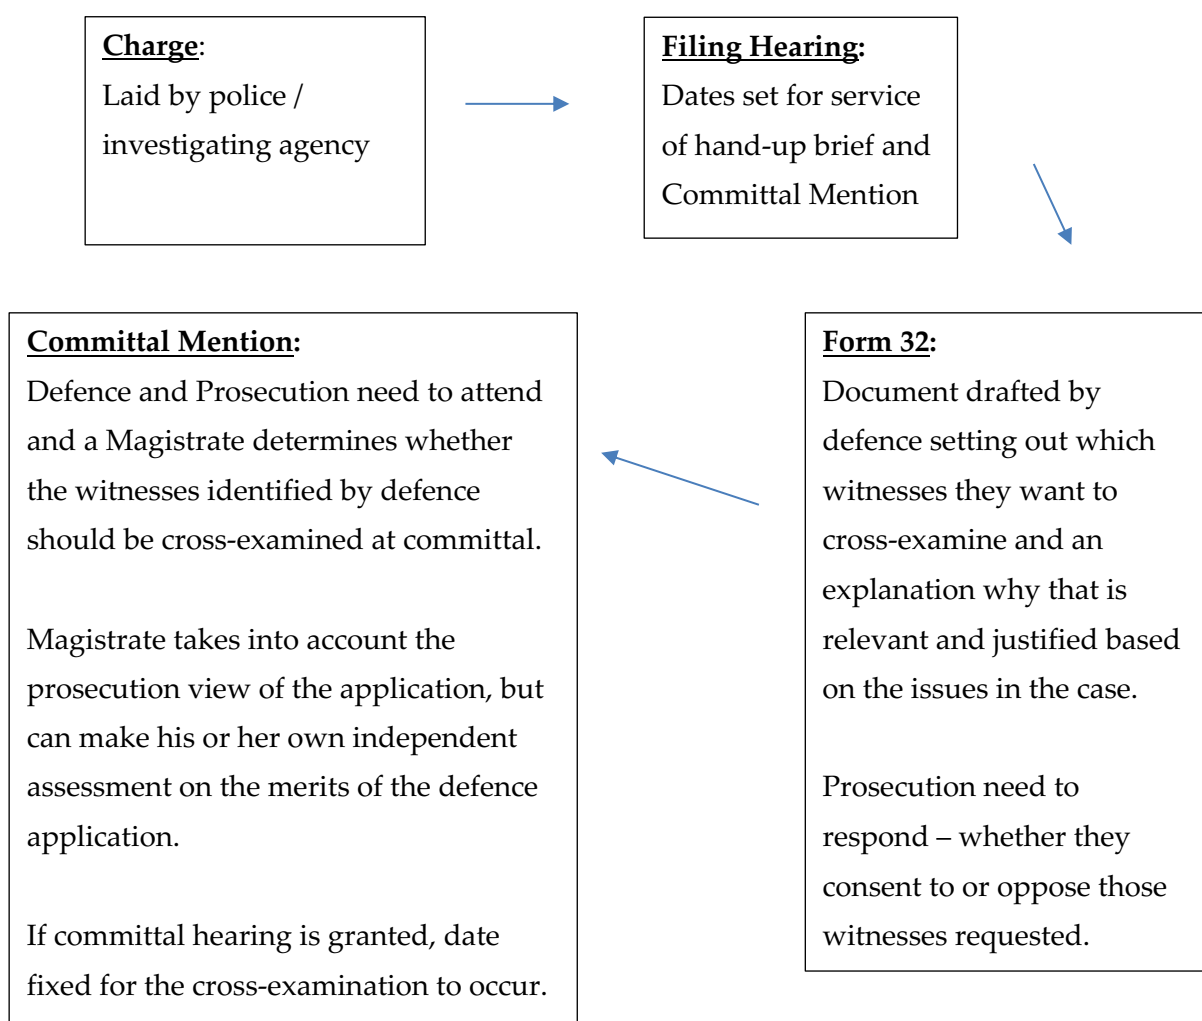 Charge:
Laid by police /
investigating agency
Filing Hearing:
Dates set for service
of hand-up brief and
Committal Mention
Form 32:
Document drafted by
defence setting out which
witnesses they want to
cross-examine and an
explanation why that is
relevant and justified based
on the issues in the case.
Prosecution need to
respond – whether they
consent to or oppose those
witnesses requested.
Committal Mention:
Defence and Prosecution need to attend
and a Magistrate determines whether
the witnesses identified by defence
should be cross-examined at committal.
Magistrate takes into account the
prosecution view of the application, but
can make his or her own independent
assessment on the merits of the defence
application.
If committal hearing is granted, date
fixed for the cross-examination to occur.